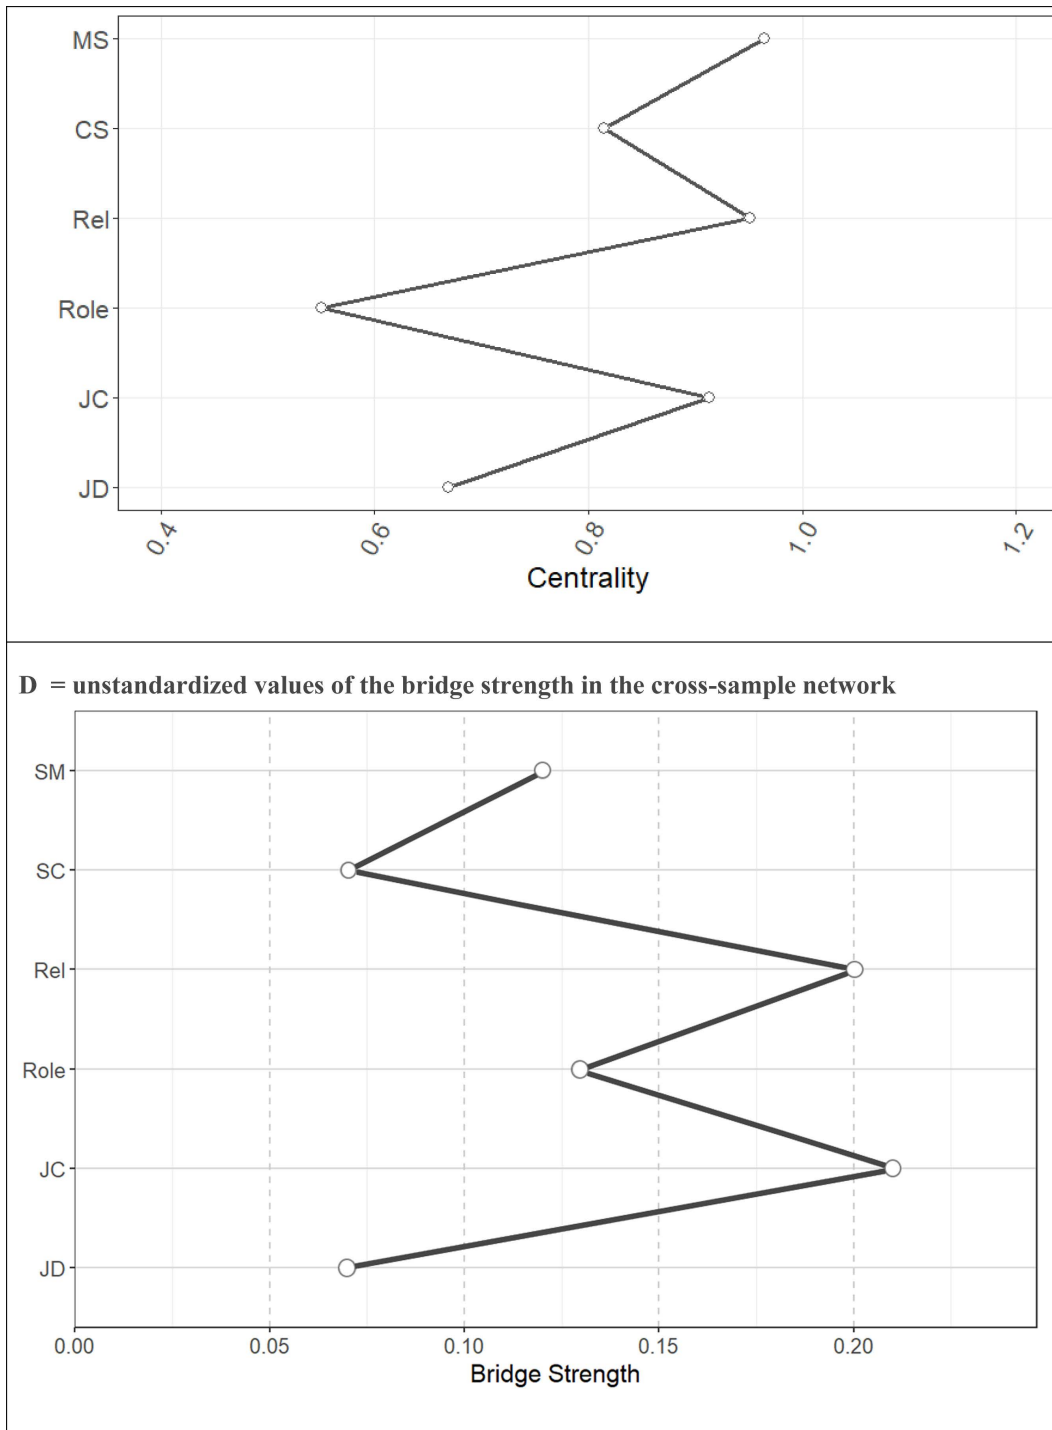 MS
CS
Rel
Role
JC
JD
0.4 0.6 0.8 1.0 1.2
Centrality
D = unstandardized values of the bridge strength in the cross-sample network
SM
SC
Rel
Role
JC
JD
0.00 0.05 0.10 0.15 0.20
Bridge Strength